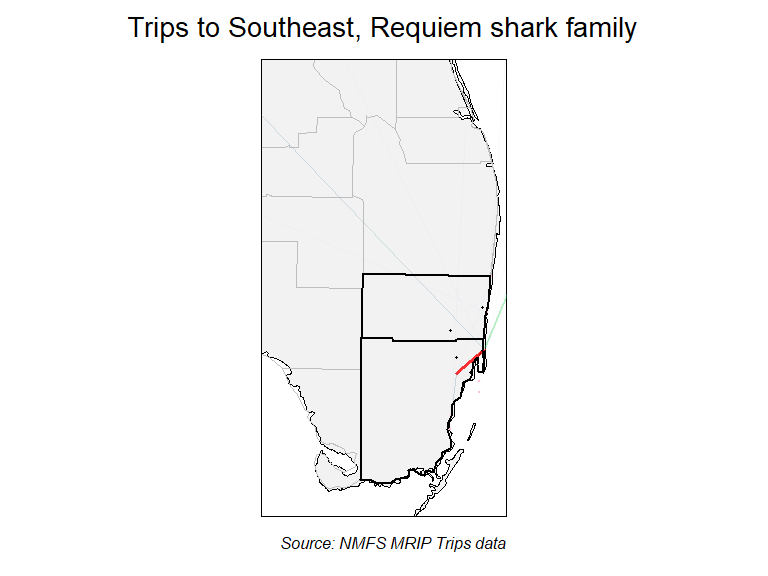 Trips to Southeast, Requiem shark family
Source: NMFS MRIP Trips data